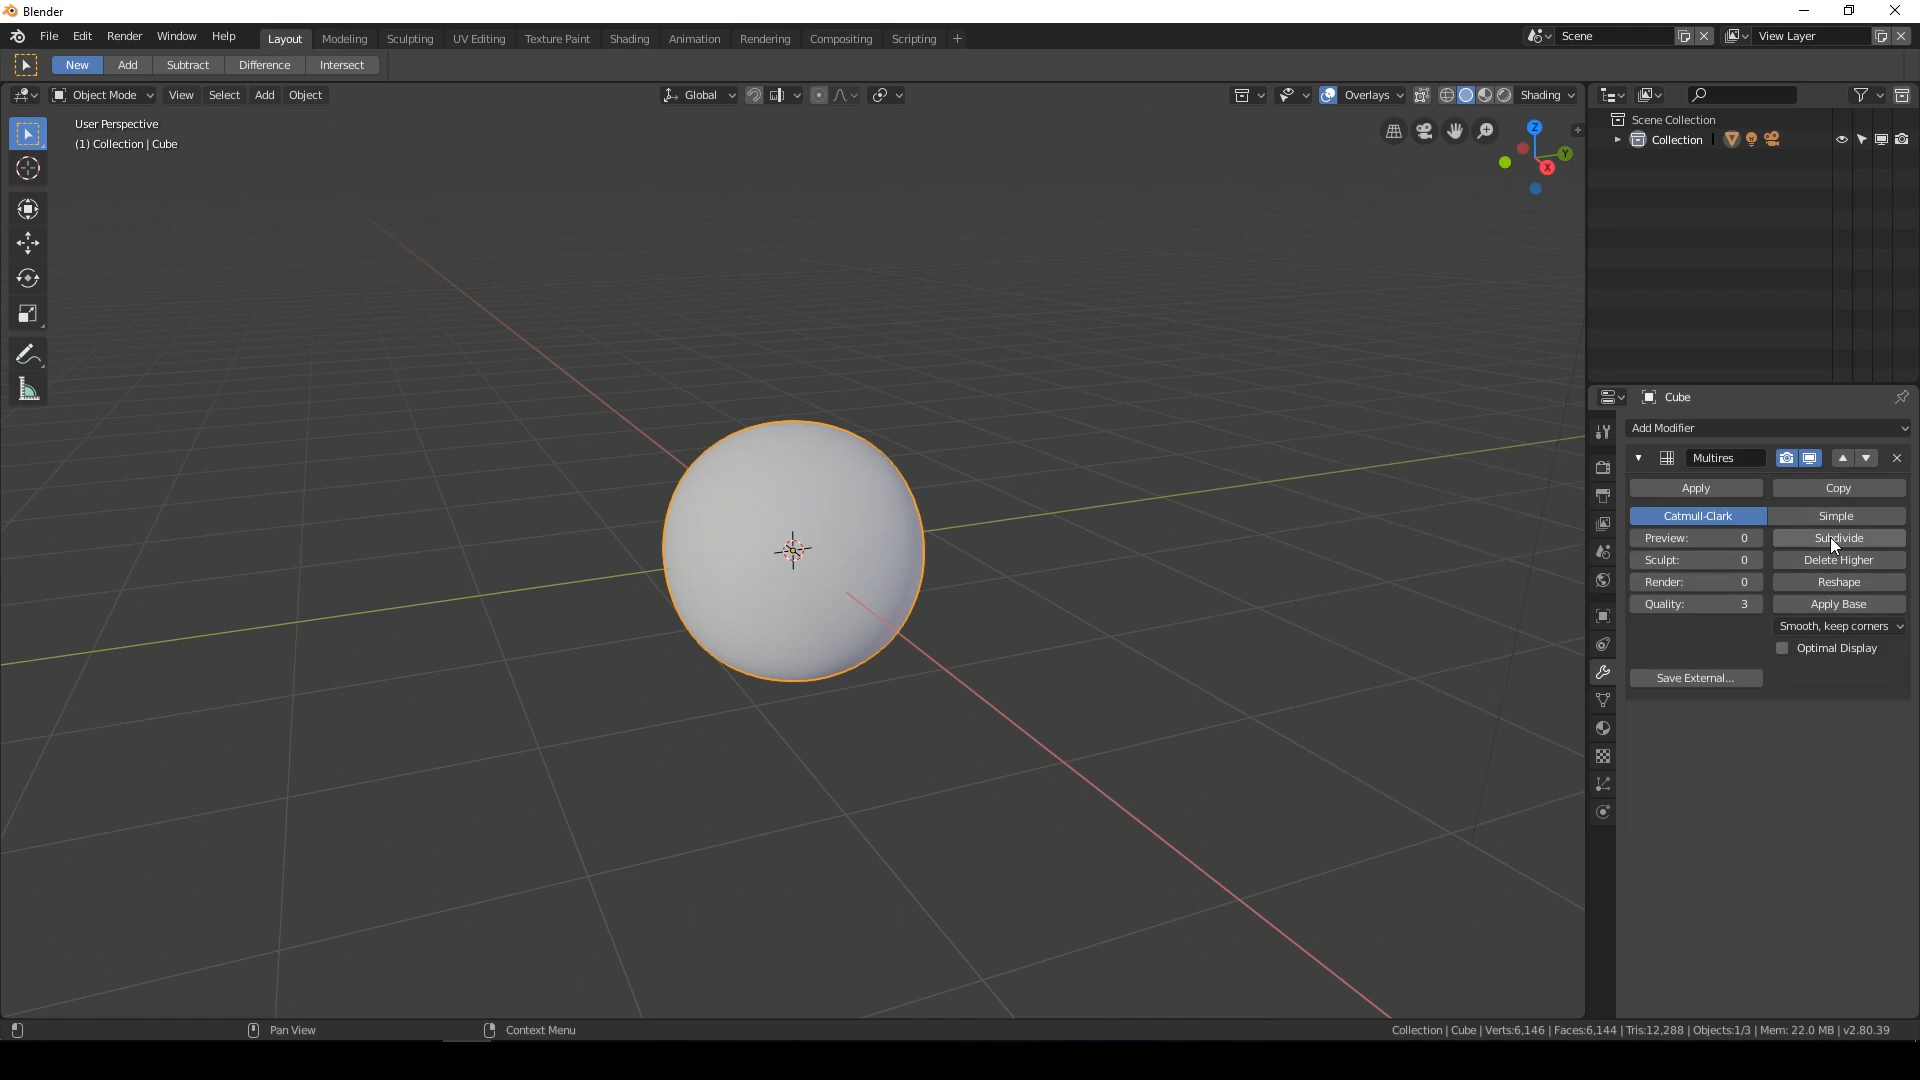 Blender
File Edit Render Window Help Layout Modeling Sculpting UV Editing Texture Paint Shading Animation Rendering Compositing Scripting + Scene View Layer
New Add Subtract Difference Intersect
Object Mode View Select Add Object Global Overlays Shading
User Perspective
(1) Collection | Cube
Z
Y
X
Scene Collection
Collection
Cube
Add Modifier
Multires
Apply Copy
Catmull-Clark Simple
Preview: 0 Subdivide
Sculpt: 0 Delete Higher
Render: 0 Reshape
Quality: 3 Apply Base
Smooth, keep corners
Optimal Display
Save External...
Pan View Context Menu Collection | Cube | Verts:6,146 | Faces:6,144 | Tris:12,288 | Objects:1/3 | Mem: 22.0 MB | v2.80.39